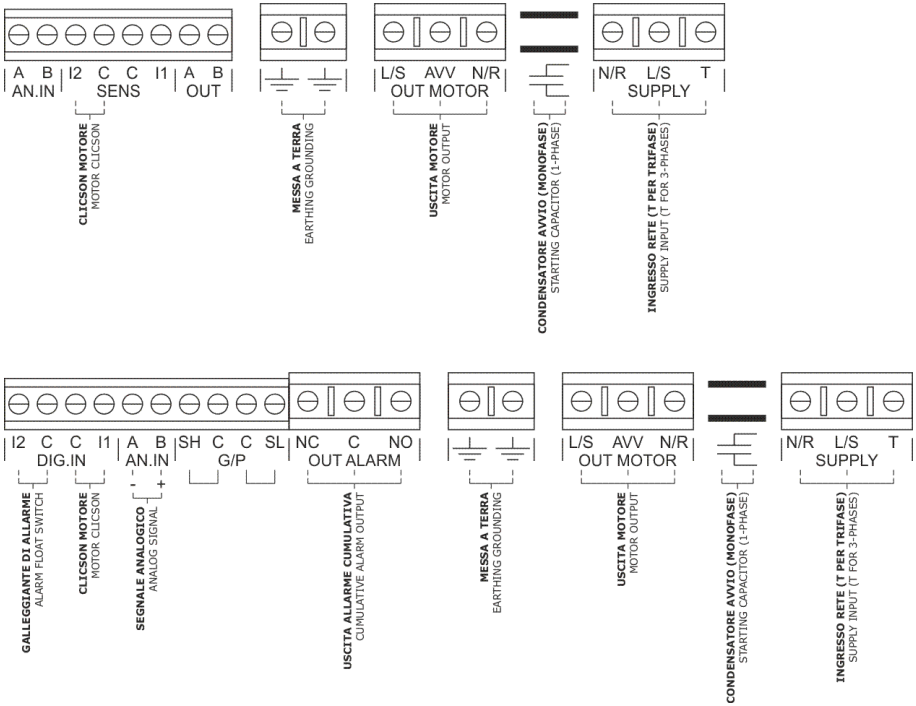 A B I2 C C I1 A B
AN.IN SENS OUT
L/S AVV N/R
OUT MOTOR
N/R L/S T
SUPPLY
CLICSON MOTORE
MOTOR CLICSON
MESSA A TERRA
EARTHING GROUNDING
USCITA MOTORE
MOTOR OUTPUT
CONDENSATORE AVVIO (MONOFASE)
STARTING CAPACITOR (1-PHASE)
INGRESSO RETE (T PER TRIFASE)
SUPPLY INPUT (T FOR 3-PHASES)
I2 C C I1 A B SH C C SL
DIG.IN AN.IN G/P
- +
NC C NO
OUT ALARM
L/S AVV N/R
OUT MOTOR
N/R L/S T
SUPPLY
GALLEGGIANTE DI ALLARME
ALARM FLOAT SWITCH
CLICSON MOTORE
MOTOR CLICSON
SEGNALE ANALOGICO
ANALOG SIGNAL
USCITA ALLARME CUMULATIVA
CUMULATIVE ALARM OUTPUT
MESSA A TERRA
EARTHING GROUNDING
USCITA MOTORE
MOTOR OUTPUT
CONDENSATORE AVVIO (MONOFASE)
STARTING CAPACITOR (1-PHASE)
INGRESSO RETE (T PER TRIFASE)
SUPPLY INPUT (T FOR 3-PHASES)